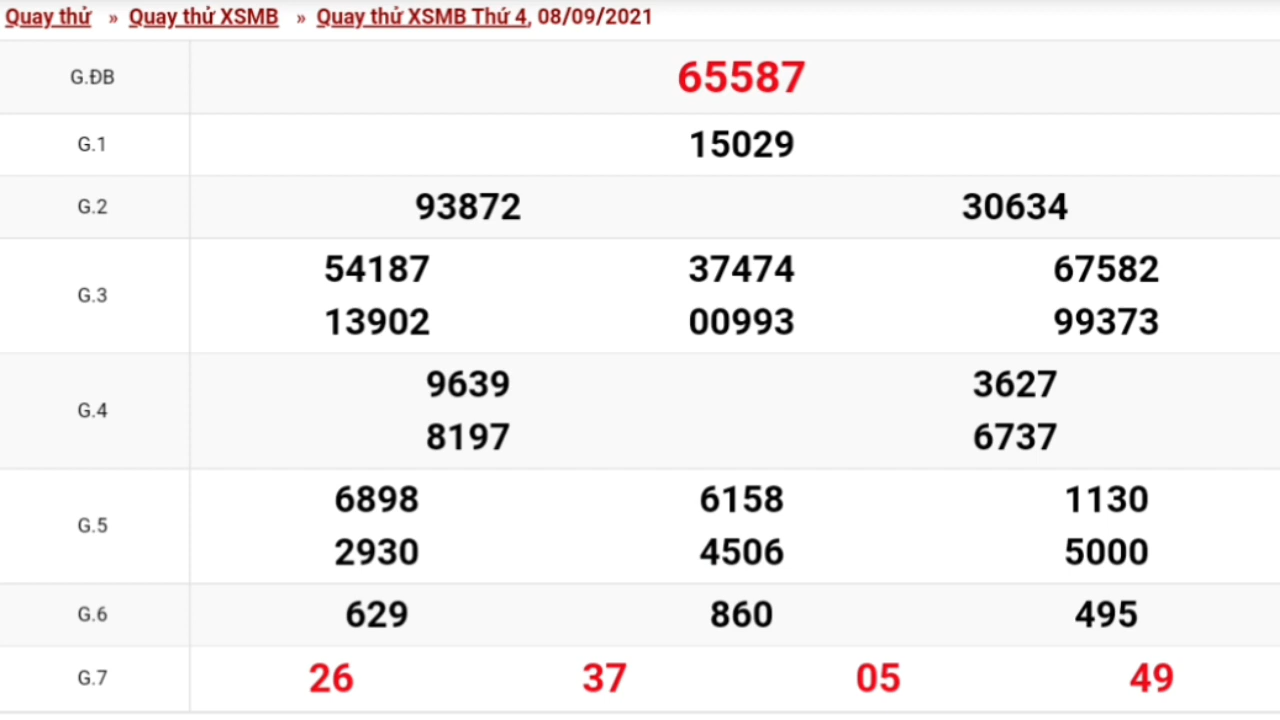 Quay thử » Quay thử XSMB » Quay thử XSMB Thứ 4, 08/09/2021
G.ĐB 65587
G.1 15029
G.2 93872 30634
G.3 54187 37474 67582
13902 00993 99373
G.4 9639 3627
8197 6737
G.5 6898 6158 1130
2930 4506 5000
G.6 629 860 495
G.7 26 37 05 49